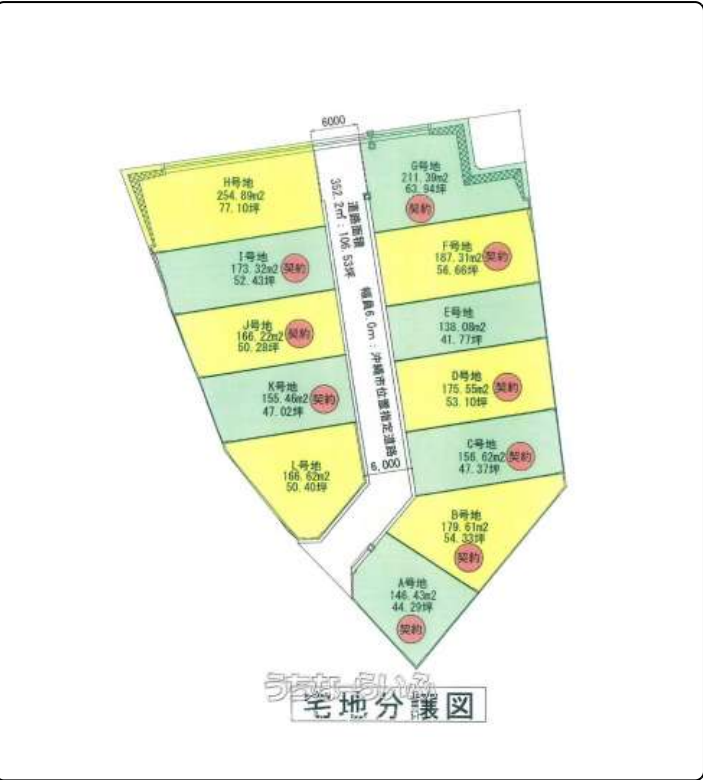 6000
H号地
254.89m2
77.10坪
G号地
211.39m2
63.94坪
契約
道路面積
352.2㎡:106.53坪
幅員6.0m:沖縄市位置指定道路
I号地
173.32m2
52.43坪
契約
F号地
187.31m2
56.66坪
契約
J号地
166.22m2
50.28坪
契約
E号地
138.08m2
41.77坪
K号地
155.46m2
47.02坪
契約
D号地
175.55m2
53.10坪
契約
L号地
166.62m2
50.40坪
6,000
C号地
156.62m2
47.37坪
契約
B号地
179.61m2
54.33坪
契約
A号地
146.43m2
44.29坪
契約
うちなーらいふ
宅地分譲図